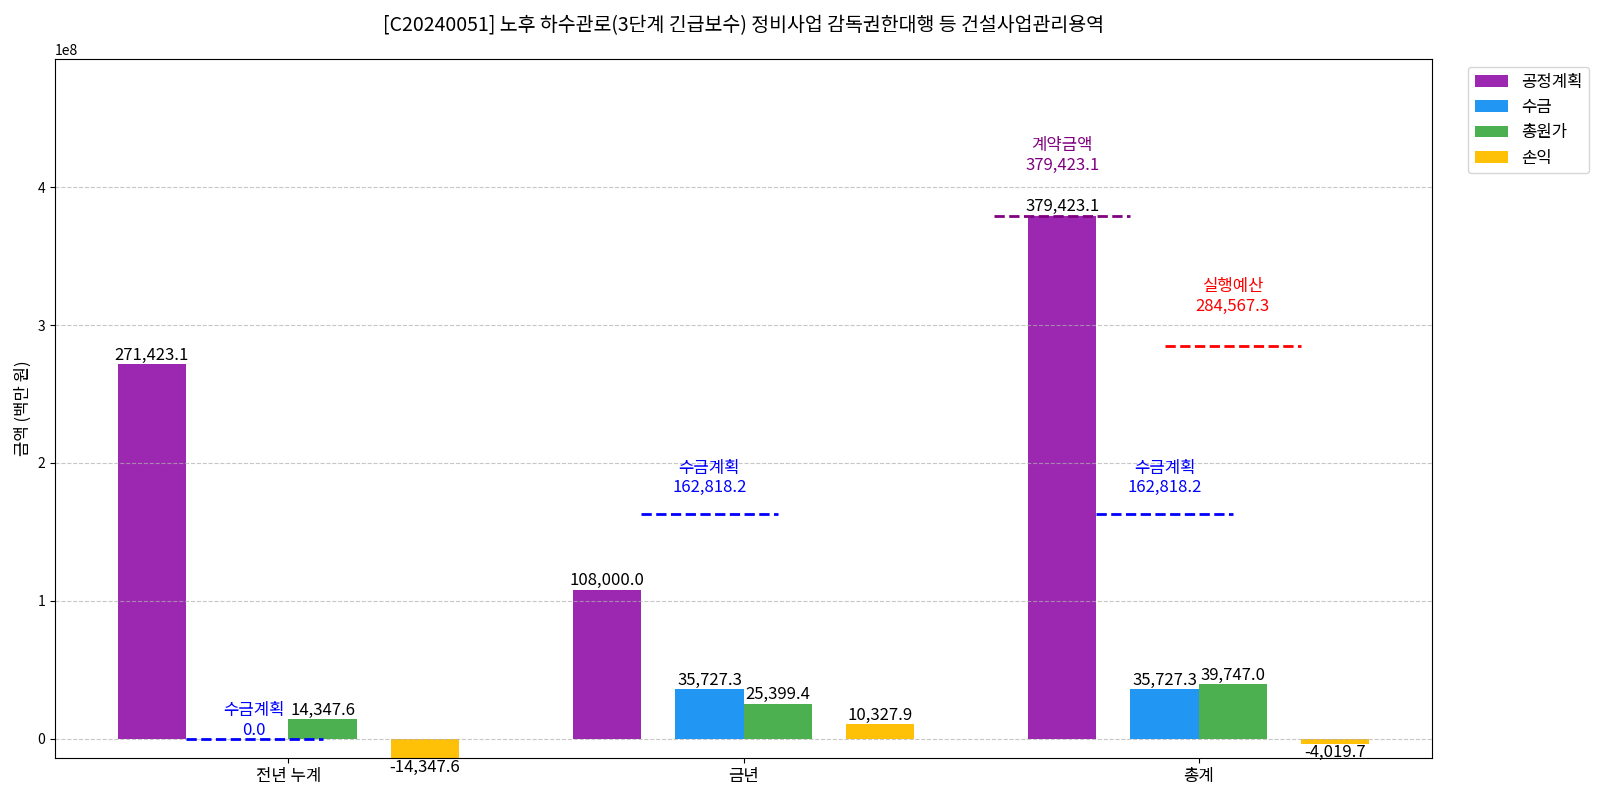 [C20240051] 노후 하수관로(3단계 긴급보수) 정비사업 감독권한대행 등 건설사업관리용역
1e8
공정계획
수금
총원가
손익
계약금액
379,423.1
4
379,423.1
실행예산
284,567.3
3
271,423.1
금액 (백만 원)
수금계획
162,818.2
수금계획
162,818.2
2
108,000.0
1
35,727.3
25,399.4
10,327.9
35,727.3
39,747.0
수금계획
0.0
14,347.6
0
-14,347.6
-4,019.7
전년 누계
금년
총계